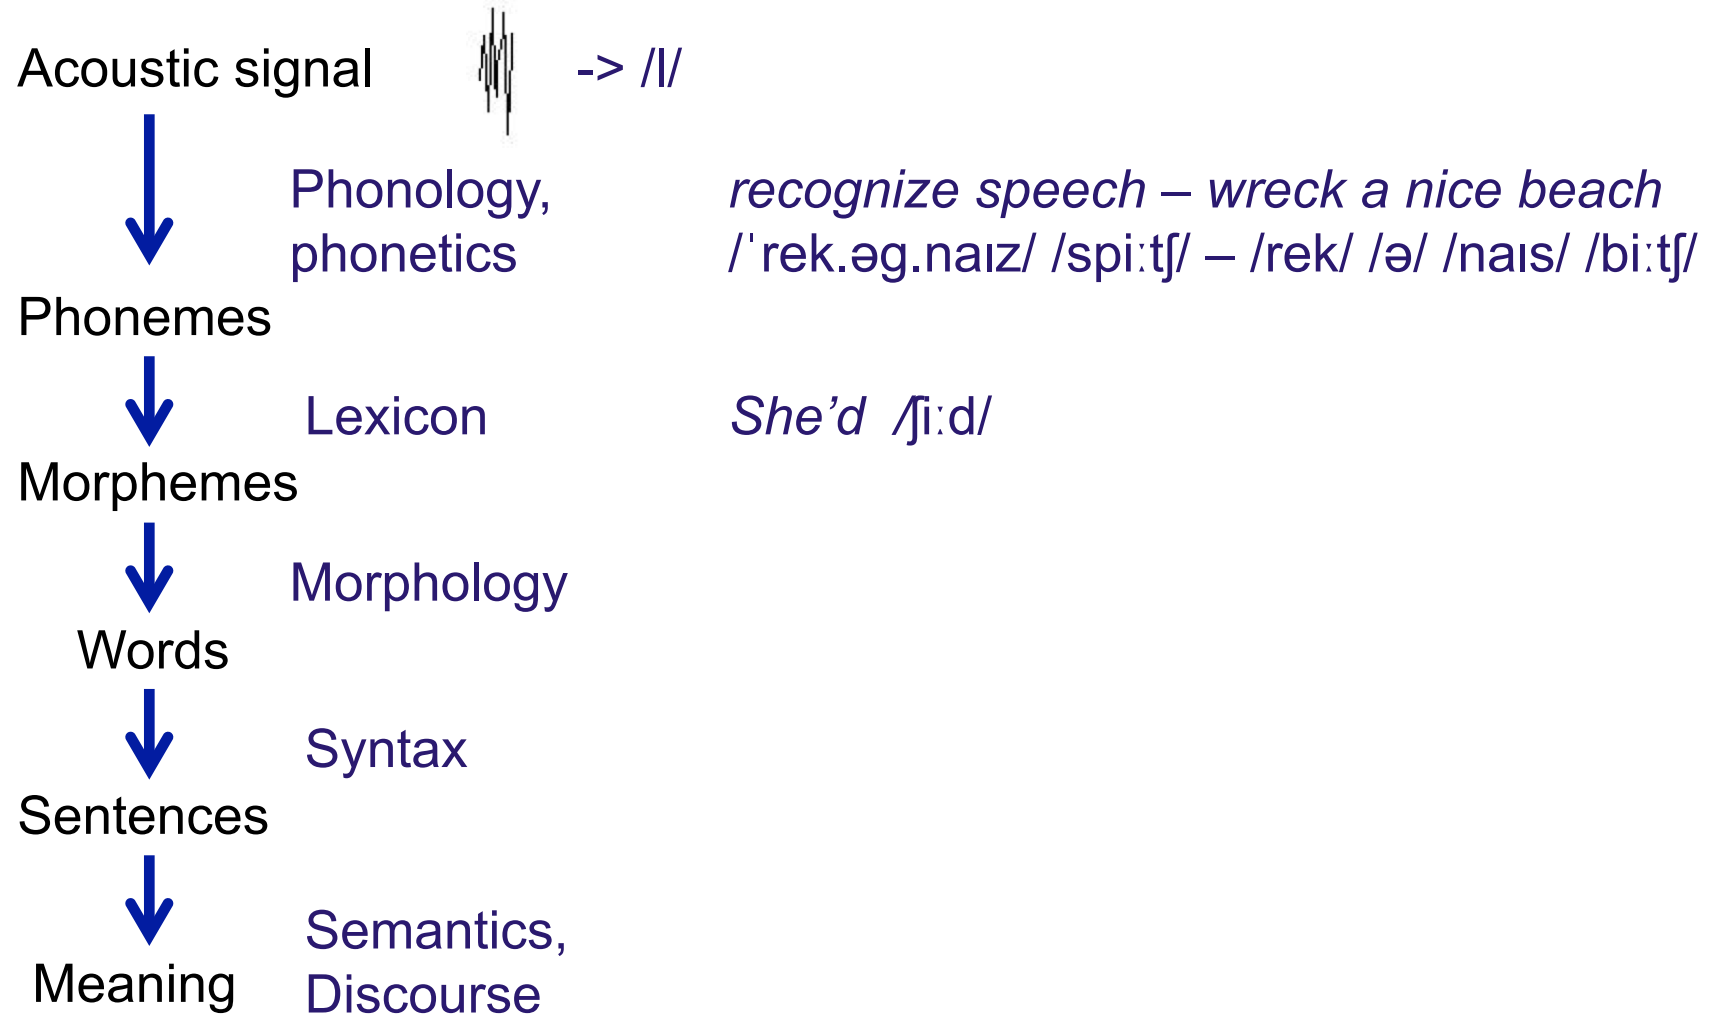 Acoustic signal -> /l/
Phonology, recognize speech – wreck a nice beach
phonetics /ˈrek.əg.naɪz/ /spiːtʃ/ – /rek/ /ə/ /naɪs/ /biːtʃ/
Phonemes
Lexicon She’d /ʃiːd/
Morphemes
Morphology
Words
Syntax
Sentences
Semantics,
Meaning
Discourse